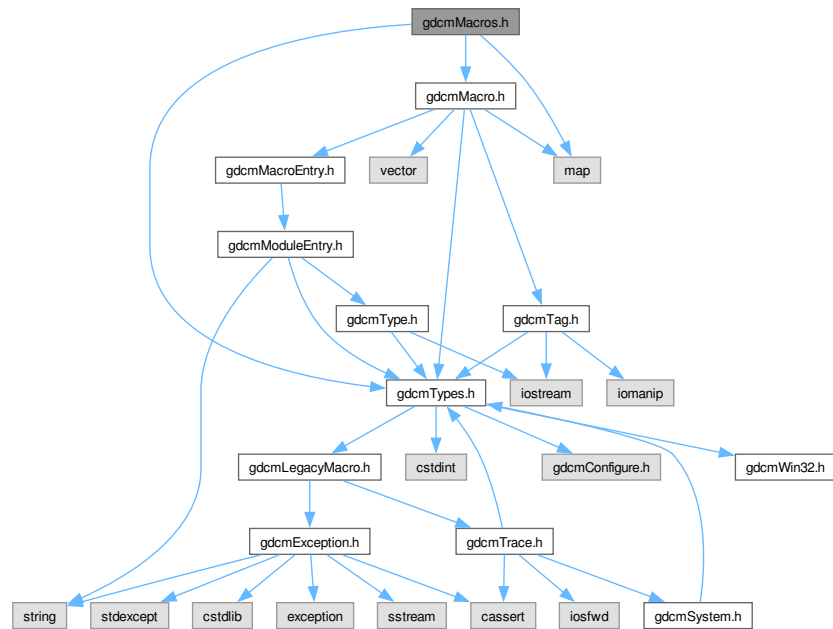 gdcmMacros.h
gdcmMacro.h
gdcmMacroEntry.h
vector
map
gdcmModuleEntry.h
gdcmType.h
gdcmTag.h
gdcmTypes.h
iostream
iomanip
gdcmLegacyMacro.h
cstdint
gdcmConfigure.h
gdcmWin32.h
gdcmException.h
gdcmTrace.h
string
stdexcept
cstdlib
exception
sstream
cassert
iosfwd
gdcmSystem.h